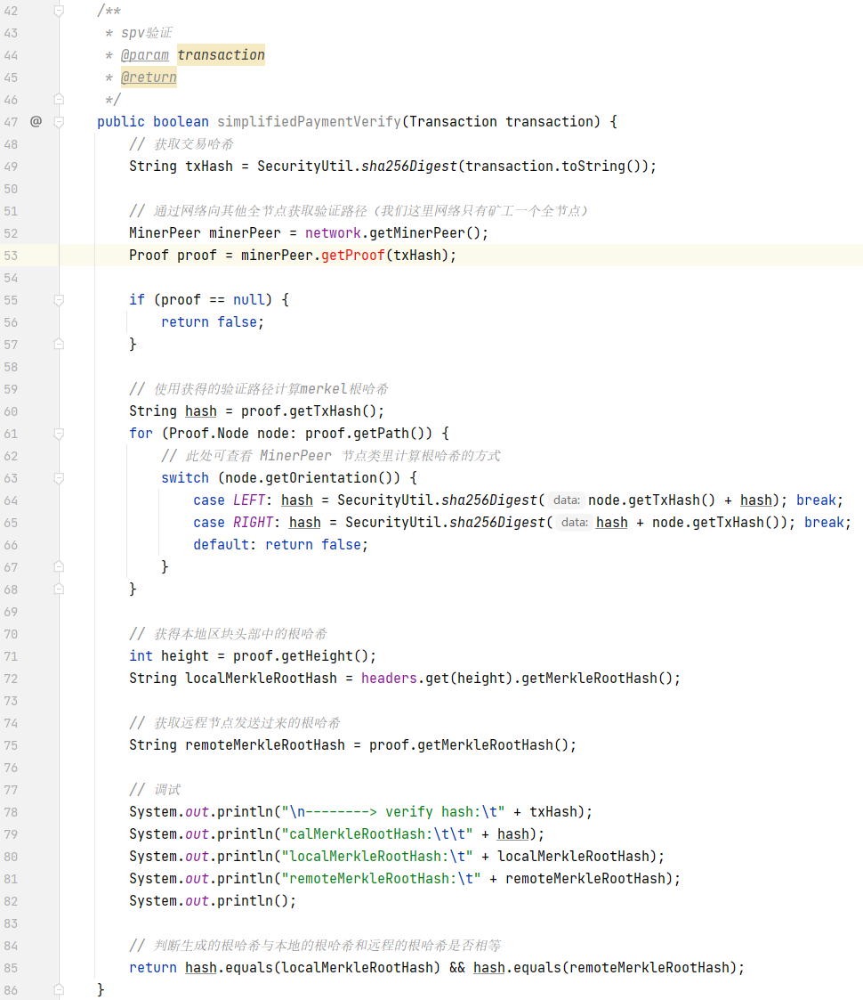 42 /**
43 * spv验证
44 * @param transaction
45 * @return
46 */
47 @ public boolean simplifiedPaymentVerify(Transaction transaction) {
48 // 获取交易哈希
49 String txHash = SecurityUtil.sha256Digest(transaction.toString());
50
51 // 通过网络向其他全节点获取验证路径（我们这里网络只有矿工一个全节点）
52 MinerPeer minerPeer = network.getMinerPeer();
53 Proof proof = minerPeer.getProof(txHash);
54
55 if (proof == null) {
56 return false;
57 }
58
59 // 使用获得的验证路径计算merkel根哈希
60 String hash = proof.getTxHash();
61 for (Proof.Node node: proof.getPath()) {
62 // 此处可查看 MinerPeer 节点类里计算根哈希的方式
63 switch (node.getOrientation()) {
64 case LEFT: hash = SecurityUtil.sha256Digest( data: node.getTxHash() + hash); break;
65 case RIGHT: hash = SecurityUtil.sha256Digest( data: hash + node.getTxHash()); break;
66 default: return false;
67 }
68 }
69
70 // 获得本地区块头部中的根哈希
71 int height = proof.getHeight();
72 String localMerkleRootHash = headers.get(height).getMerkleRootHash();
73
74 // 获取远程节点发送过来的根哈希
75 String remoteMerkleRootHash = proof.getMerkleRootHash();
76
77 // 调试
78 System.out.println("\n--------> verify hash:\t" + txHash);
79 System.out.println("calMerkleRootHash:\t\t" + hash);
80 System.out.println("localMerkleRootHash:\t" + localMerkleRootHash);
81 System.out.println("remoteMerkleRootHash:\t" + remoteMerkleRootHash);
82 System.out.println();
83
84 // 判断生成的根哈希与本地的根哈希和远程的根哈希是否相等
85 return hash.equals(localMerkleRootHash) && hash.equals(remoteMerkleRootHash);
86 }